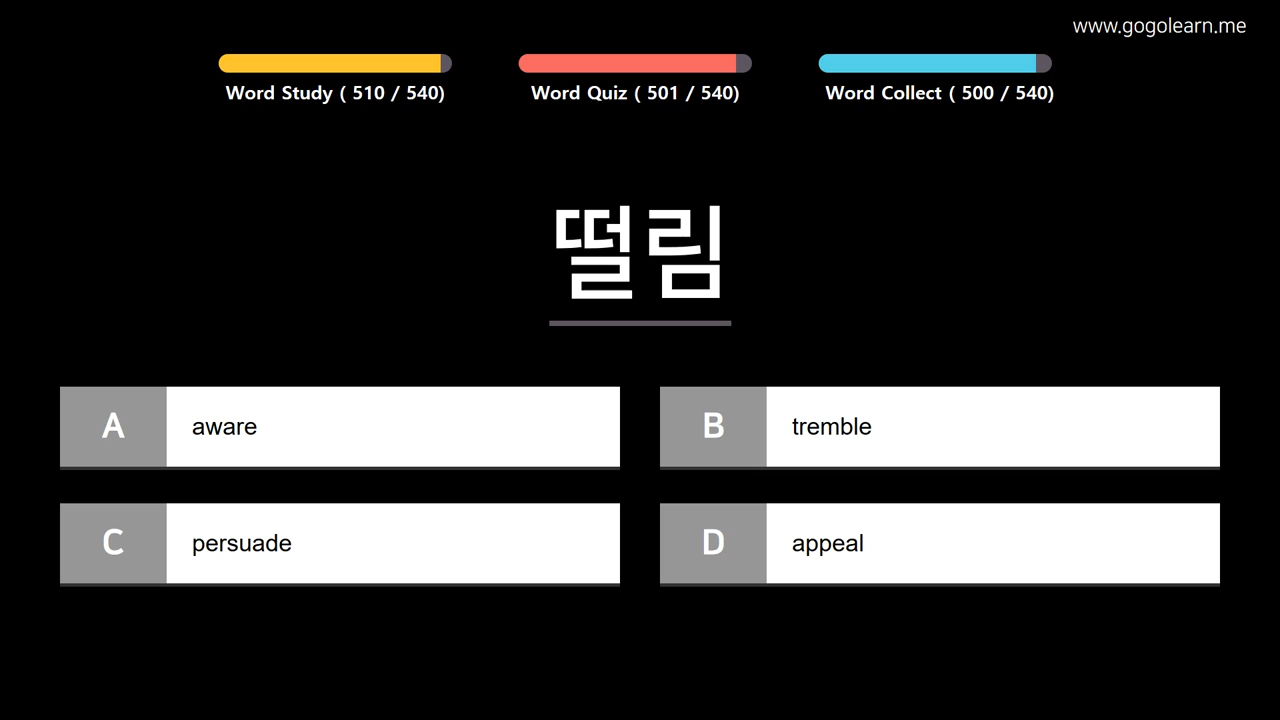 www.gogolearn.me
Word Study ( 510 / 540)
Word Quiz ( 501 / 540)
Word Collect ( 500 / 540)
떨림
A aware
B tremble
C persuade
D appeal